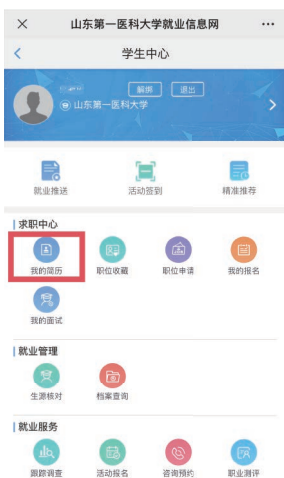 山东第一医科大学就业信息网
学生中心
解绑 退出
山东第一医科大学
就业推送 活动签到 精准推荐
求职中心
我的简历 职位收藏 职位申请 我的报名
我的面试
就业管理
生源核对 档案查询
就业服务
跟踪调查 活动报名 咨询预约 职业测评